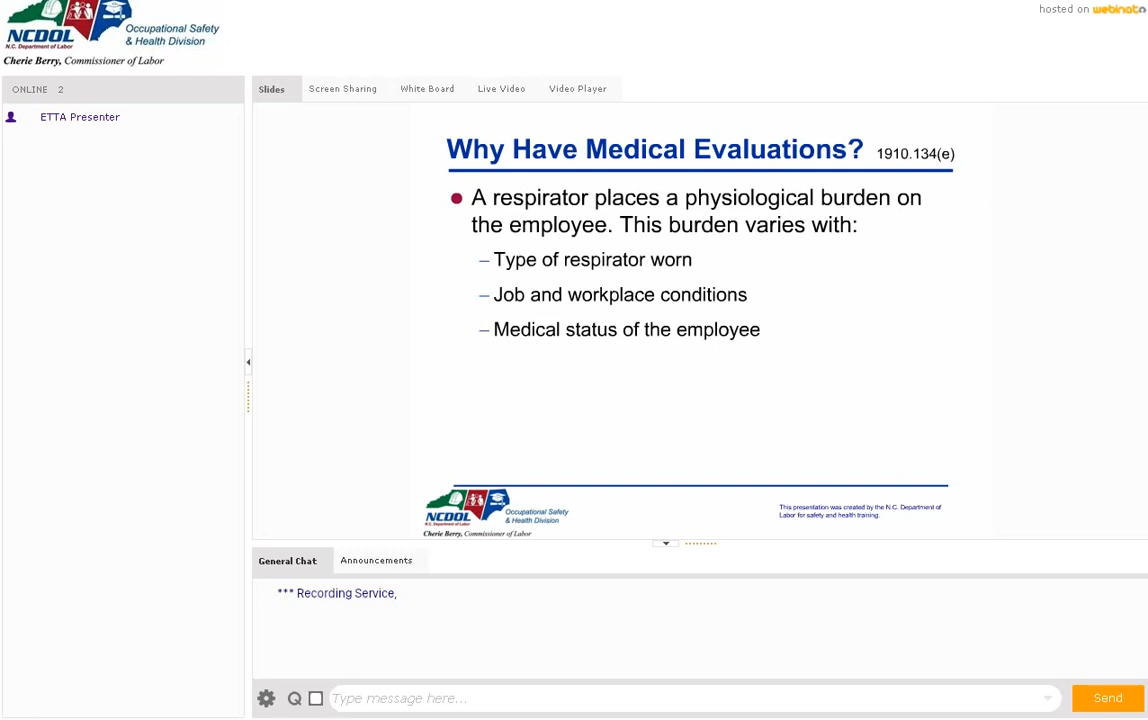 hosted on webinato
NCDOL
N.C. Department of Labor
Occupational Safety
& Health Division
Cherie Berry, Commissioner of Labor
ONLINE 2
ETTA Presenter
Slides Screen Sharing White Board Live Video Video Player
Why Have Medical Evaluations? 1910.134(e)
A respirator places a physiological burden on
the employee. This burden varies with:
– Type of respirator worn
– Job and workplace conditions
– Medical status of the employee
NCDOL
N.C. Department of Labor
Occupational Safety
& Health Division
Cherie Berry, Commissioner of Labor
This presentation was created by the N.C. Department of
Labor for safety and health training.
General Chat Announcements
*** Recording Service,
Q Type message here... Send